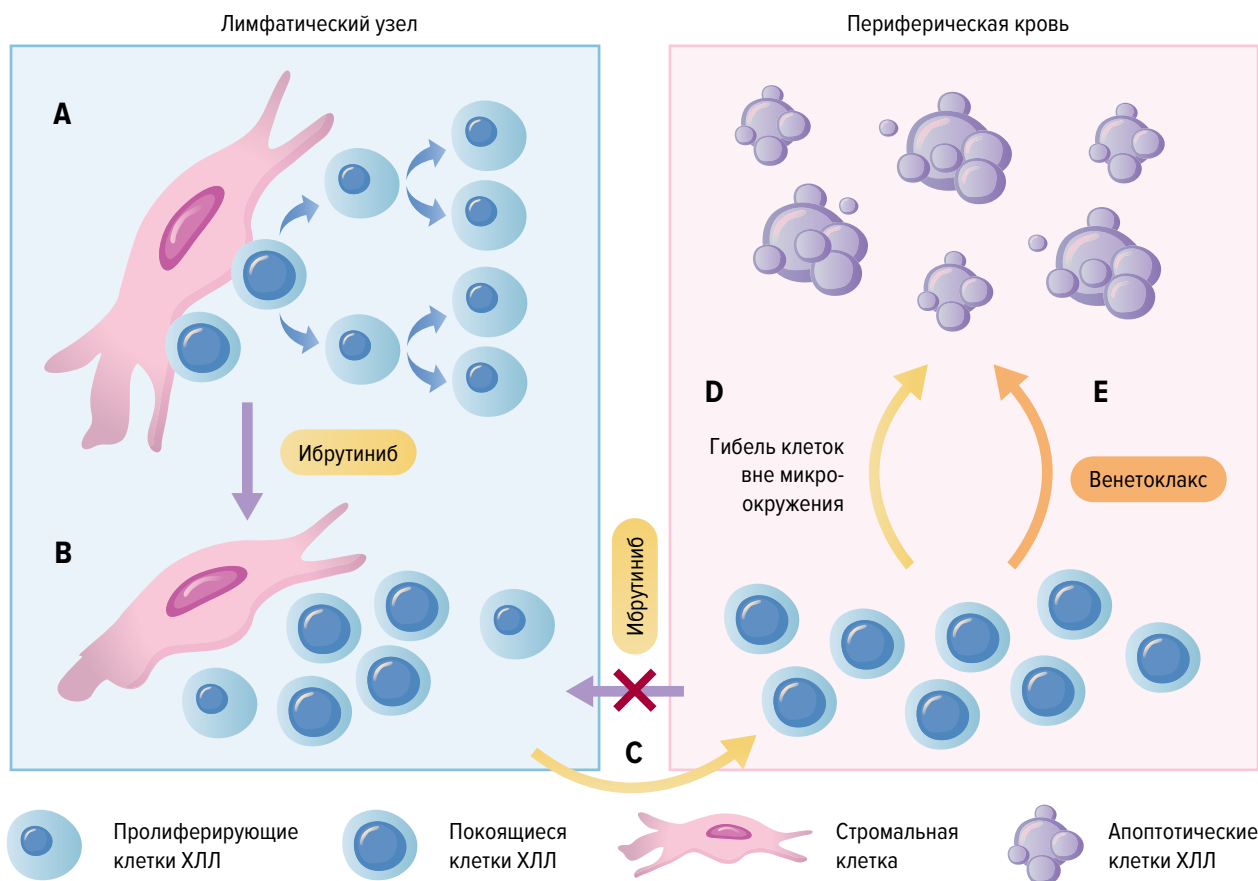 Лимфатический узел
Периферическая кровь
A
Ибрутиниб
B
Ибрутиниб
C
D
E
Гибель клеток
вне микро-
окружения
Венетоклакс
Пролиферирующие
клетки ХЛЛ
Покоящиеся
клетки ХЛЛ
Стромальная
клетка
Апоптотические
клетки ХЛЛ